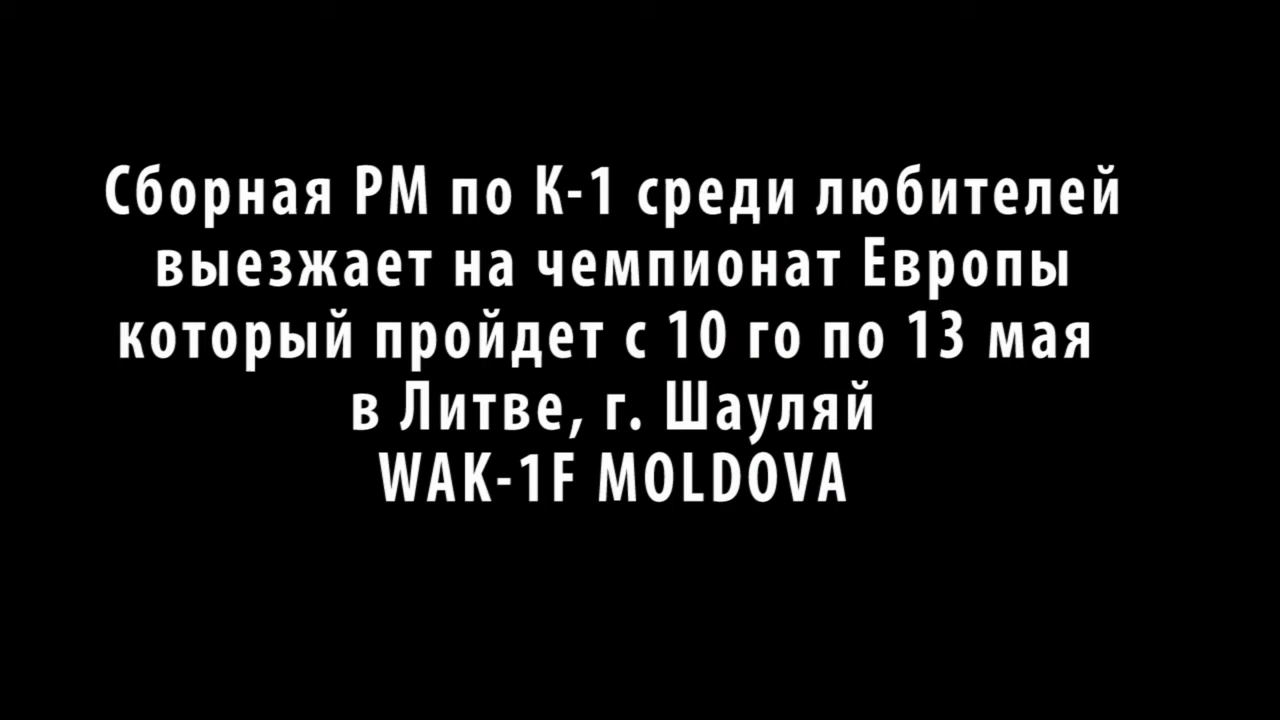 Сборная РМ по К-1 среди любителей
выезжает на чемпионат Европы
который пройдет с 10 го по 13 мая
в Литве, г. Шауляй
WAK-1F MOLDOVA